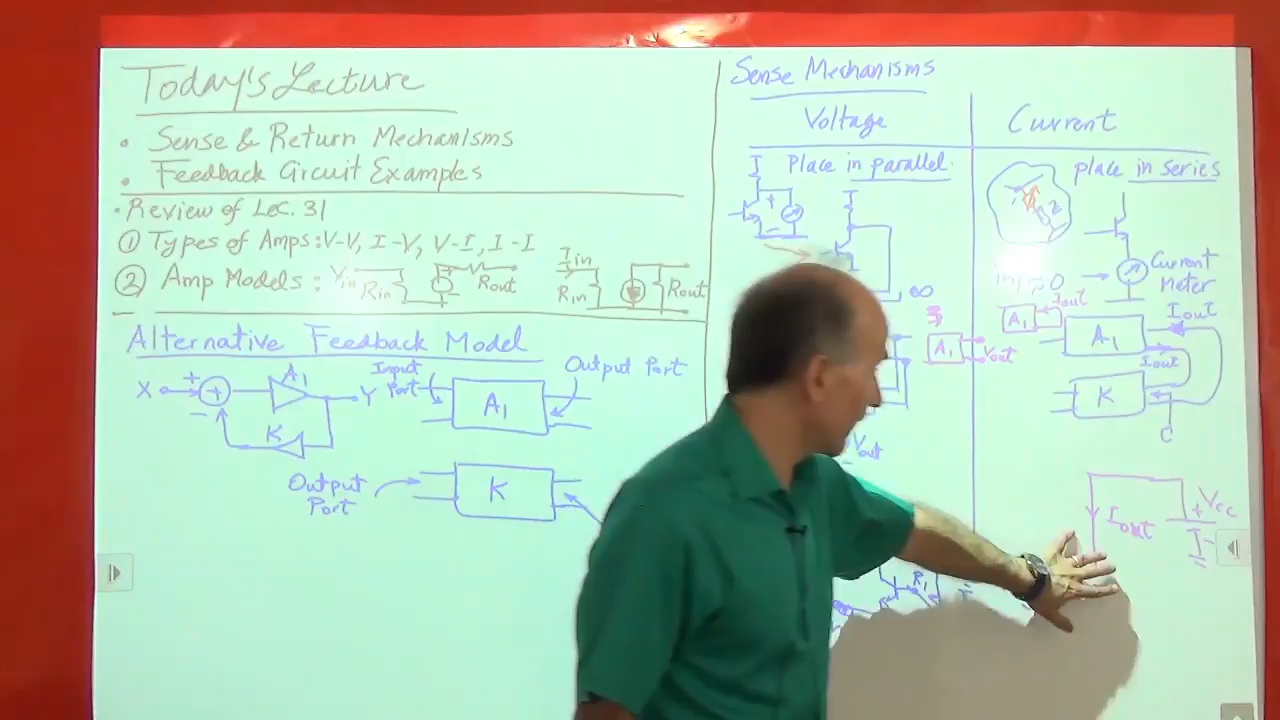 Today's Lecture
• Sense & Return Mechanisms
• Feedback Circuit Examples
• Review of Lec. 31
① Types of Amps: V-V, I-V, V-I, I-I
② Amp Models: Vin Rin Rout Iin Rin Rout
Alternative Feedback Model
X + + - A1 Y K
Input Port A1 Output Port
Output Port K
Sense Mechanisms
Voltage
Place in parallel.
+ -
∞
A1 Vout
Vout
R1
Current
Place in series
Current Meter
A1 Iout
A1 Iout
Iout
K
C
Iout + VCC -